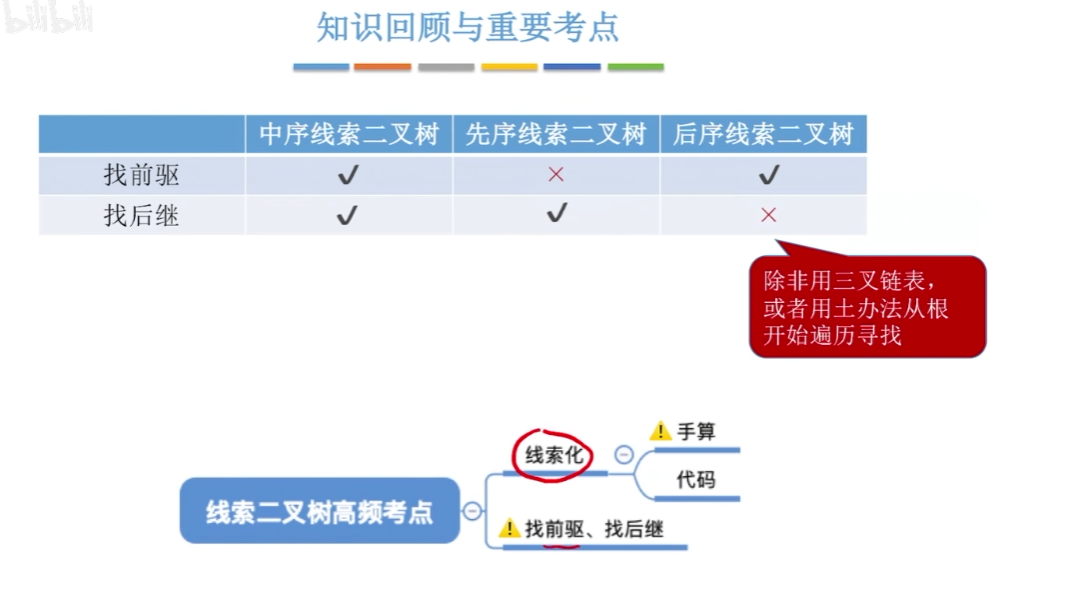 bilibili
知识回顾与重要考点
中序线索二叉树 先序线索二叉树 后序线索二叉树
找前驱 ✓ × ✓
找后继 ✓ ✓ ×
除非用三叉链表，
或者用土办法从根
开始遍历寻找
手算
线索化
代码
线索二叉树高频考点
找前驱、找后继